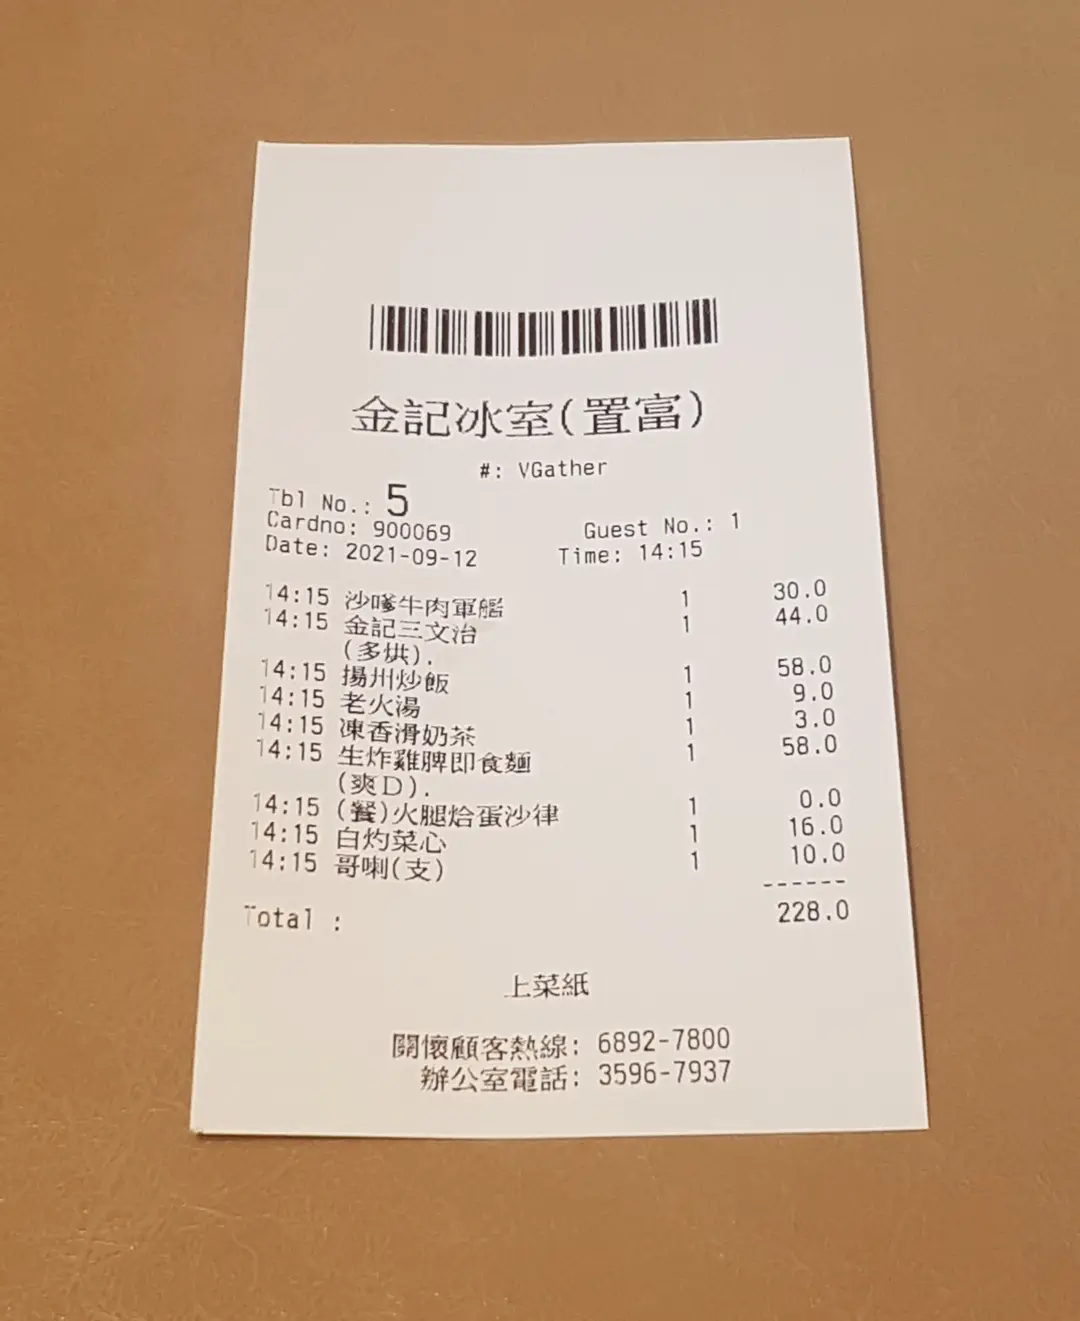 金記冰室(置富)
#: VGather
Tbl No.: 5
Cardno: 900069 Guest No.: 1
Date: 2021-09-12 Time: 14:15
14:15 沙嗲牛肉軍艦 1 30.0
14:15 金記三文治 1 44.0
(多烘).
14:15 揚州炒飯 1 58.0
14:15 老火湯 1 9.0
14:15 凍香滑奶茶 1 3.0
14:15 生炸雞脾即食麵 1 58.0
(爽D).
14:15 (餐)火腿烚蛋沙律 1 0.0
14:15 白灼菜心 1 16.0
14:15 哥喇(支) 1 10.0
------
Total : 228.0
上菜紙
關懷顧客熱線: 6892-7800
辦公室電話: 3596-7937